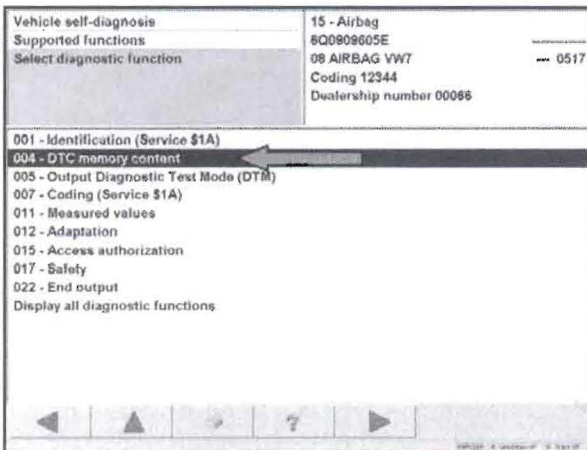 Vehicle self-diagnosis
Supported functions
Select diagnostic function
15 - Airbag
6Q0909605E
08 AIRBAG VW7 0517
Coding 12344
Dealership number 00066
001 - Identification (Service $1A)
004 - DTC memory content
005 - Output Diagnostic Test Mode (DTM)
007 - Coding (Service $1A)
011 - Measured values
012 - Adaptation
015 - Access authorization
017 - Safety
022 - End output
Display all diagnostic functions
?